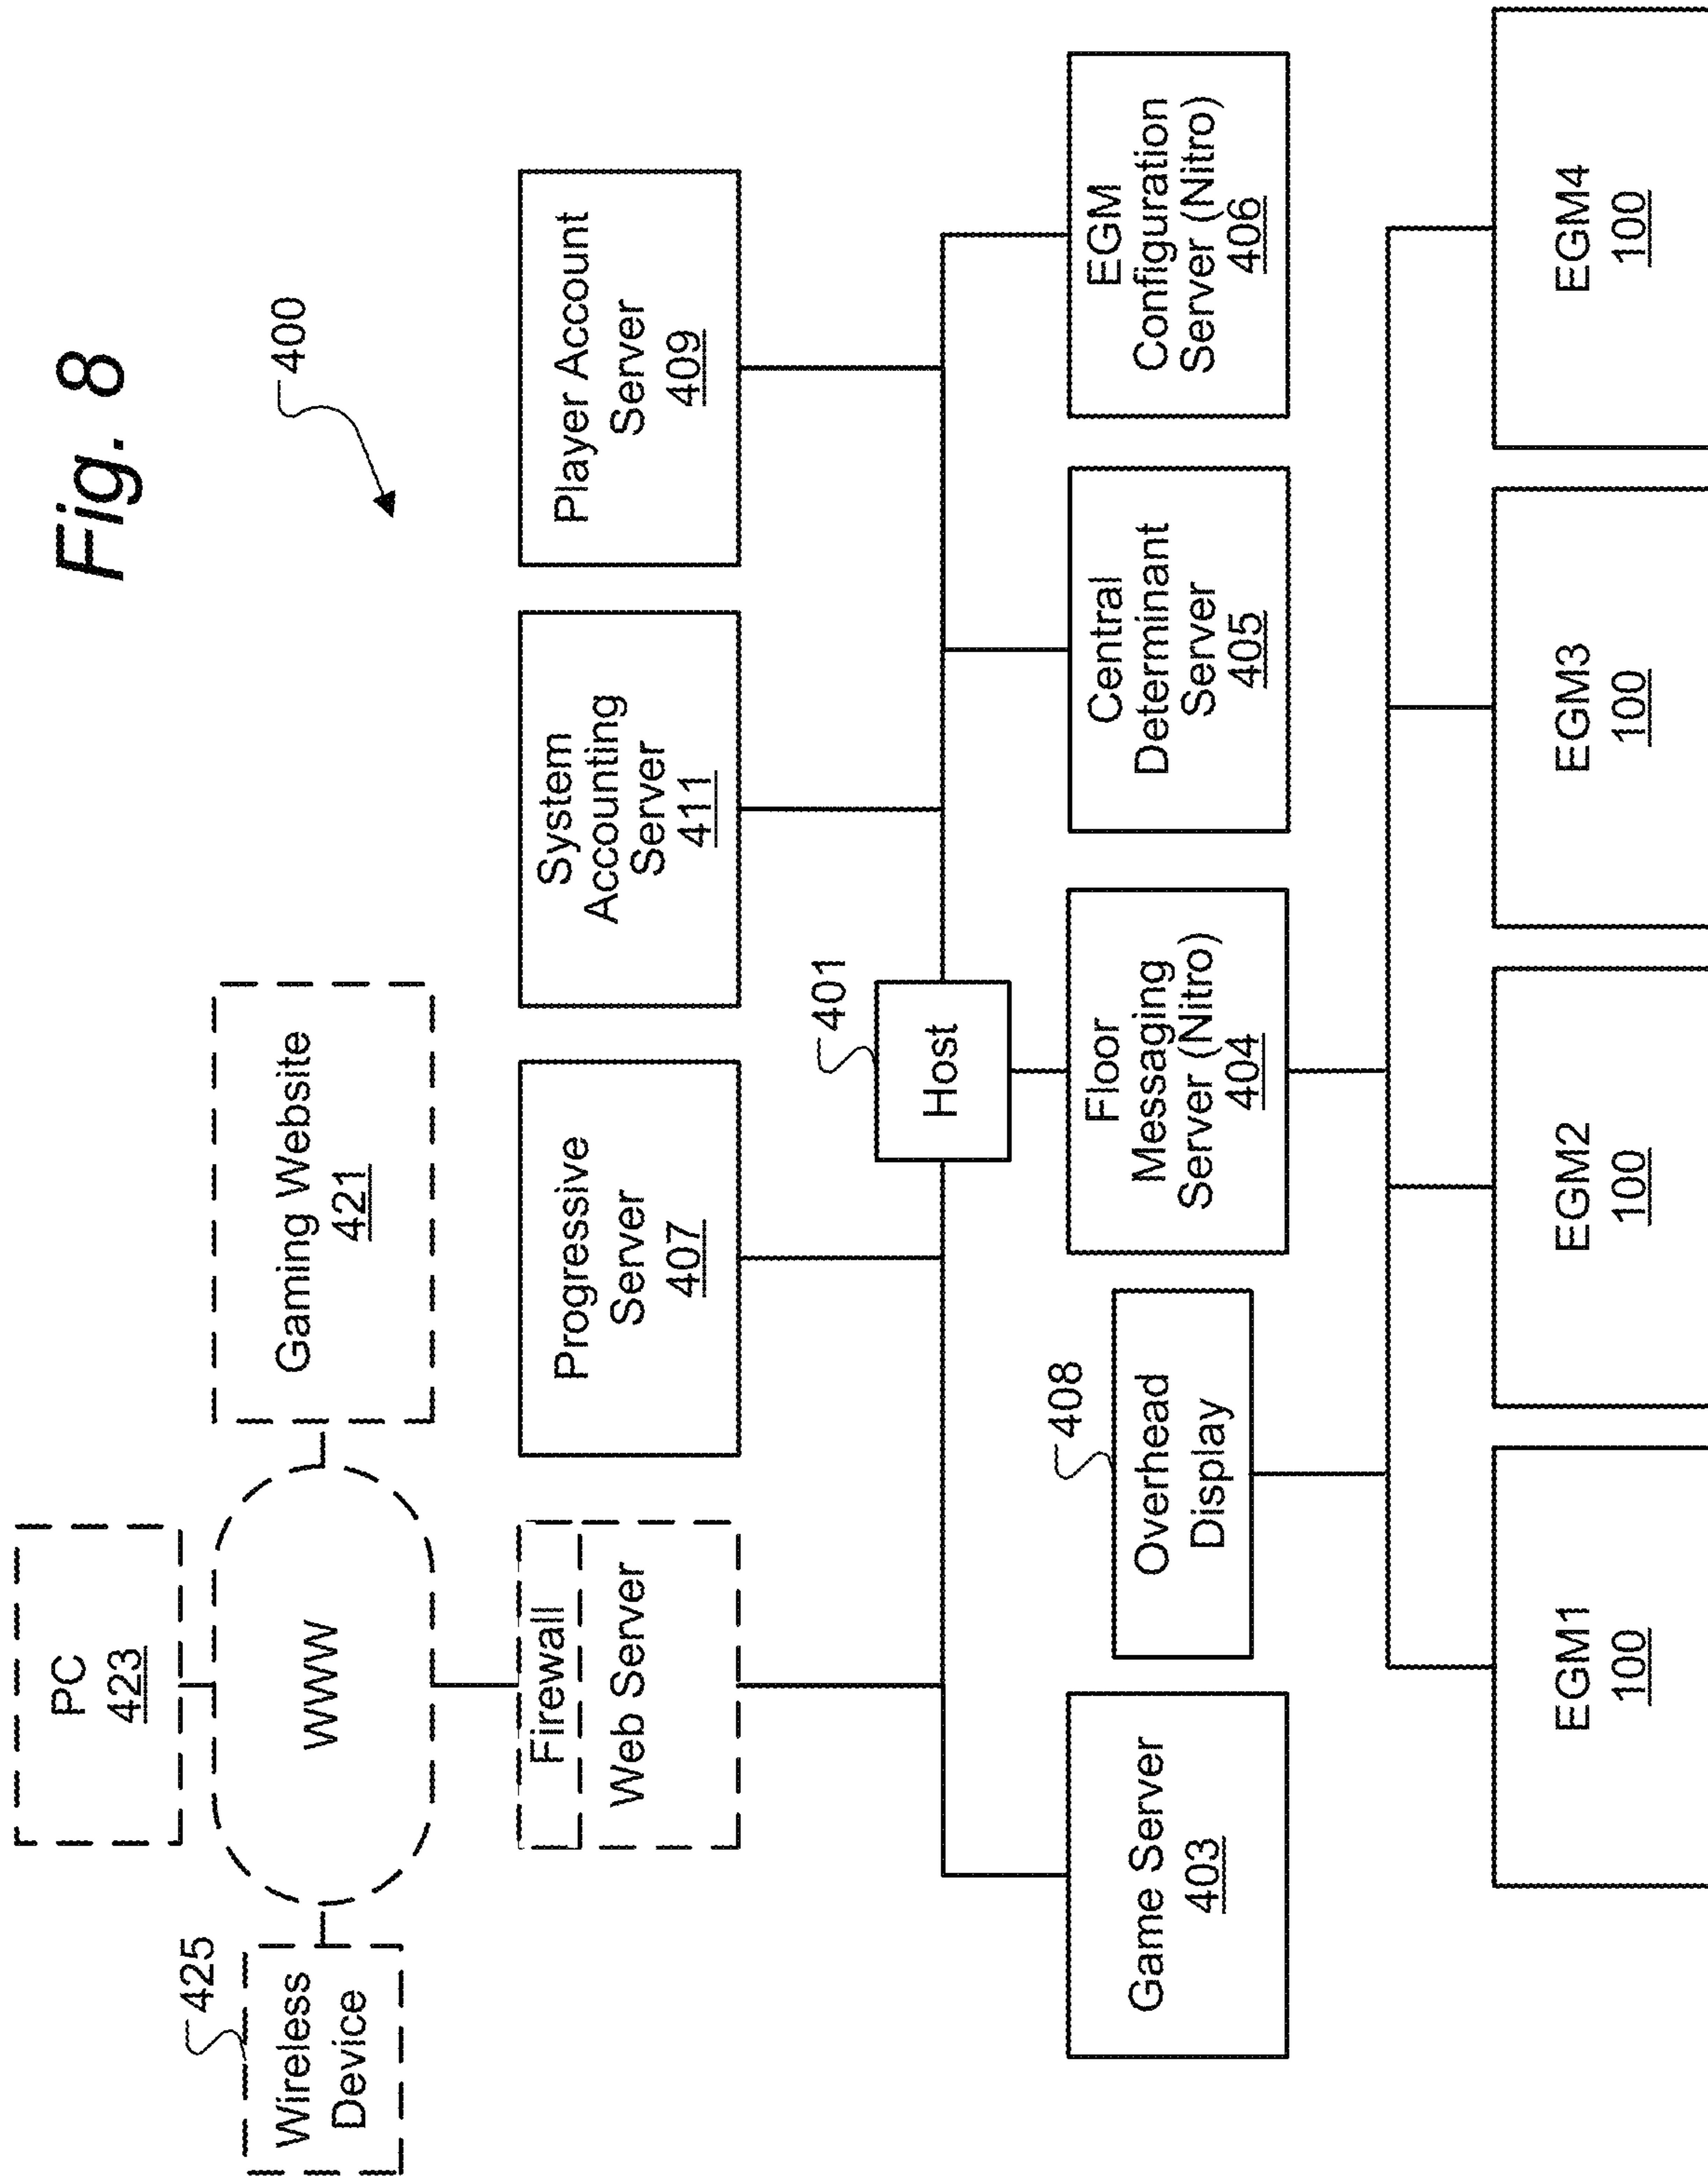 Fig. 8
400
PC
423
425
Wireless
Device
WWW
Gaming Website
421
Firewall
Web Server
Progressive
Server
407
System
Accounting
Server
411
Player Account
Server
409
401
Host
Game Server
403
408
Overhead
Display
Floor
Messaging
Server (Nitro)
404
Central
Determinant
Server
405
EGM
Configuration
Server (Nitro)
406
EGM1
100
EGM2
100
EGM3
100
EGM4
100